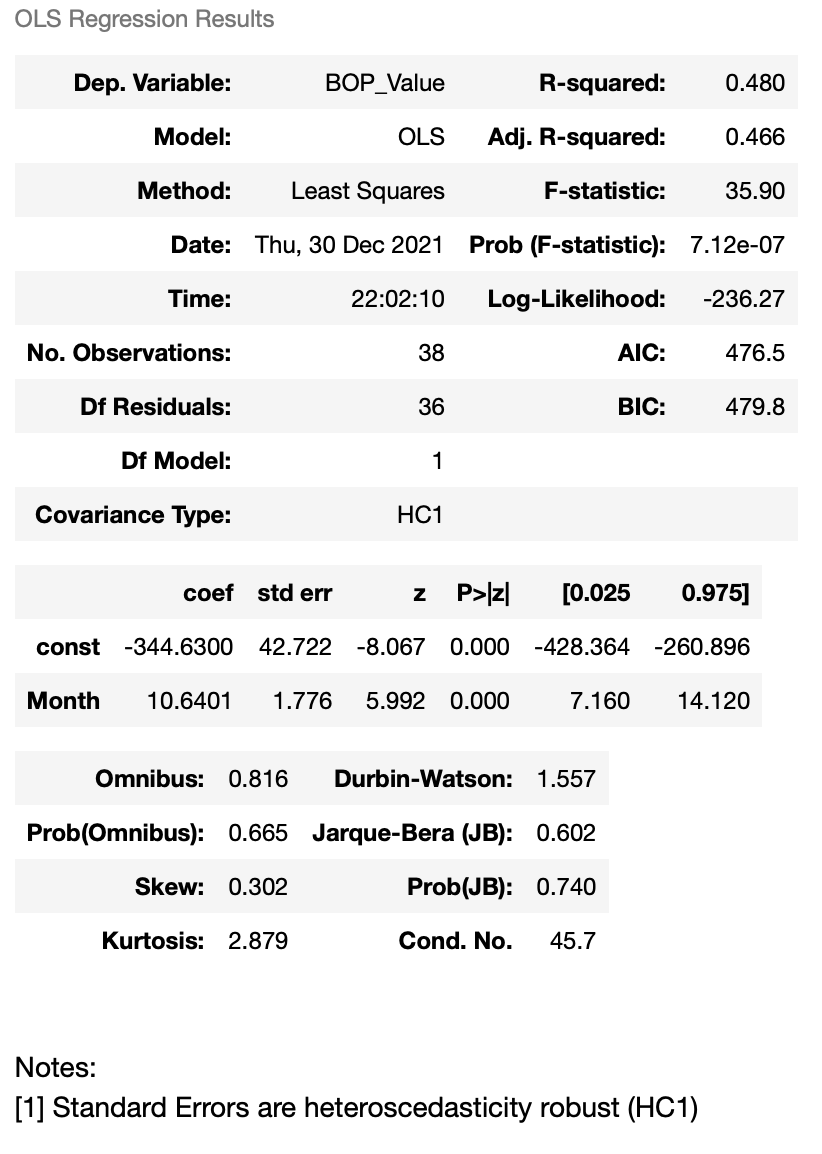 OLS Regression Results
Dep. Variable: BOP_Value R-squared: 0.480
Model: OLS Adj. R-squared: 0.466
Method: Least Squares F-statistic: 35.90
Date: Thu, 30 Dec 2021 Prob (F-statistic): 7.12e-07
Time: 22:02:10 Log-Likelihood: -236.27
No. Observations: 38 AIC: 476.5
Df Residuals: 36 BIC: 479.8
Df Model: 1
Covariance Type: HC1
coef std err z P>|z| [0.025 0.975]
const -344.6300 42.722 -8.067 0.000 -428.364 -260.896
Month 10.6401 1.776 5.992 0.000 7.160 14.120
Omnibus: 0.816 Durbin-Watson: 1.557
Prob(Omnibus): 0.665 Jarque-Bera (JB): 0.602
Skew: 0.302 Prob(JB): 0.740
Kurtosis: 2.879 Cond. No. 45.7
Notes:
[1] Standard Errors are heteroscedasticity robust (HC1)